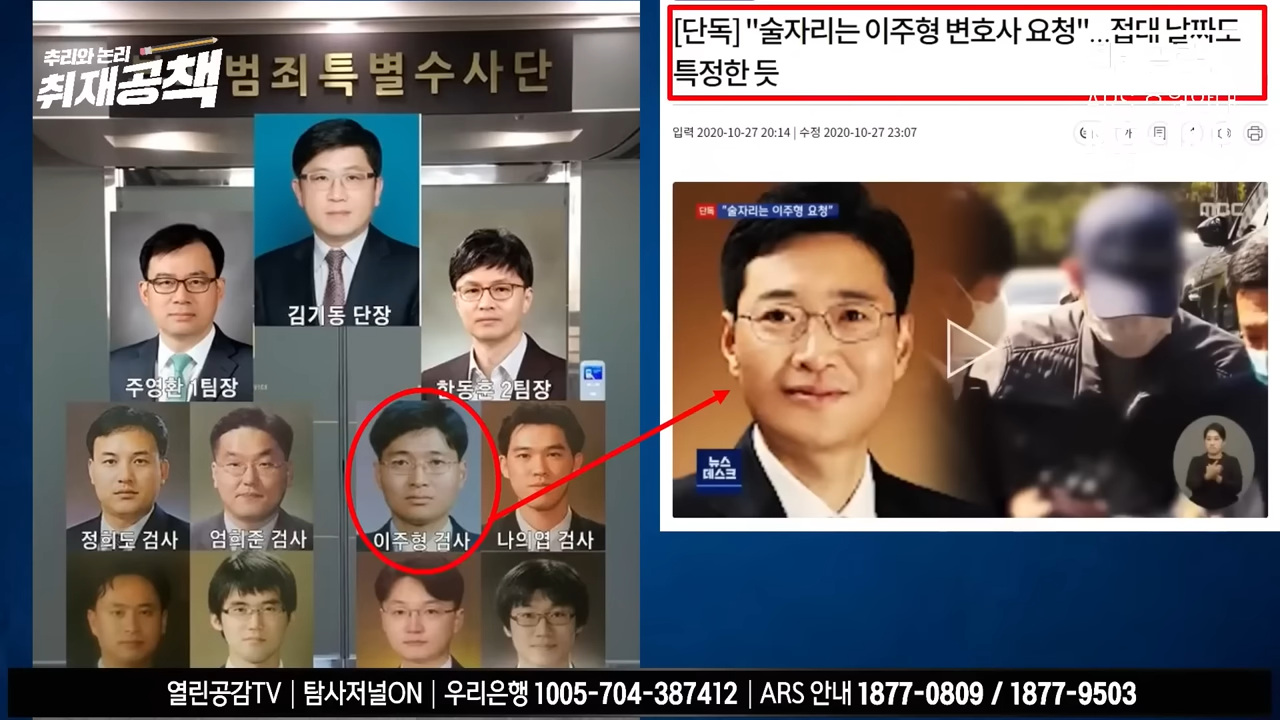 추리와 논리
취재공책
범죄특별수사단
김기동 단장
주영환 1팀장
한동훈 2팀장
정희도 검사
엄희준 검사
이주형 검사
나의엽 검사
[단독] "술자리는 이주형 변호사 요청"...접대 날짜도
특정한 듯
입력 2020-10-27 20:14 | 수정 2020-10-27 23:07
단독 "술자리는 이주형 요청"
MBC
뉴스
데스크
열린공감TV | 탐사저널ON | 우리은행 1005-704-387412 | ARS 안내 1877-0809 / 1877-9503